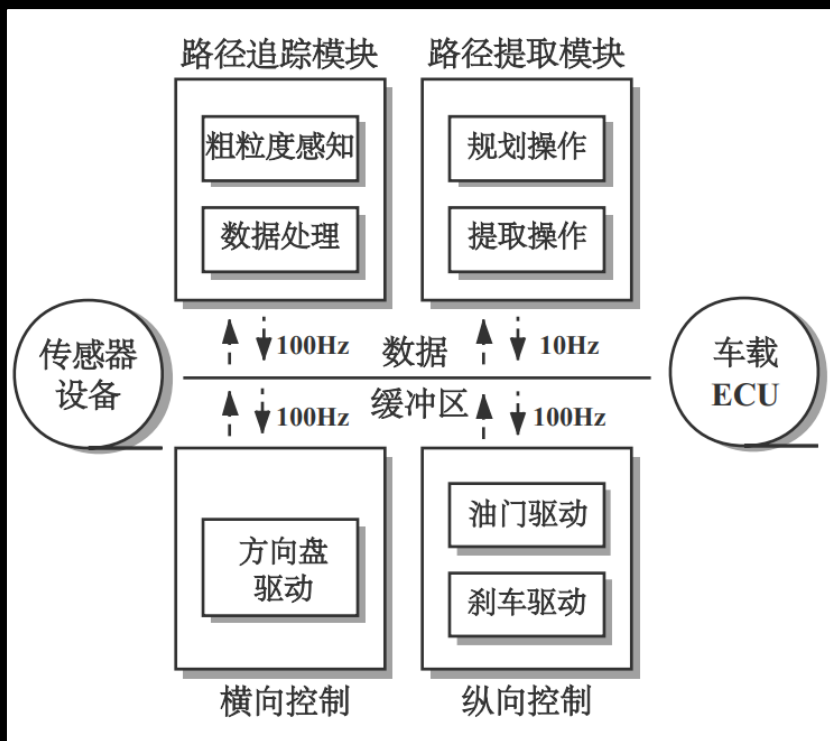 路径追踪模块
路径提取模块
粗粒度感知
规划操作
数据处理
提取操作
传感器
设备
100Hz
数据
10Hz
车载
ECU
100Hz
缓冲区
100Hz
方向盘
驱动
油门驱动
刹车驱动
横向控制
纵向控制